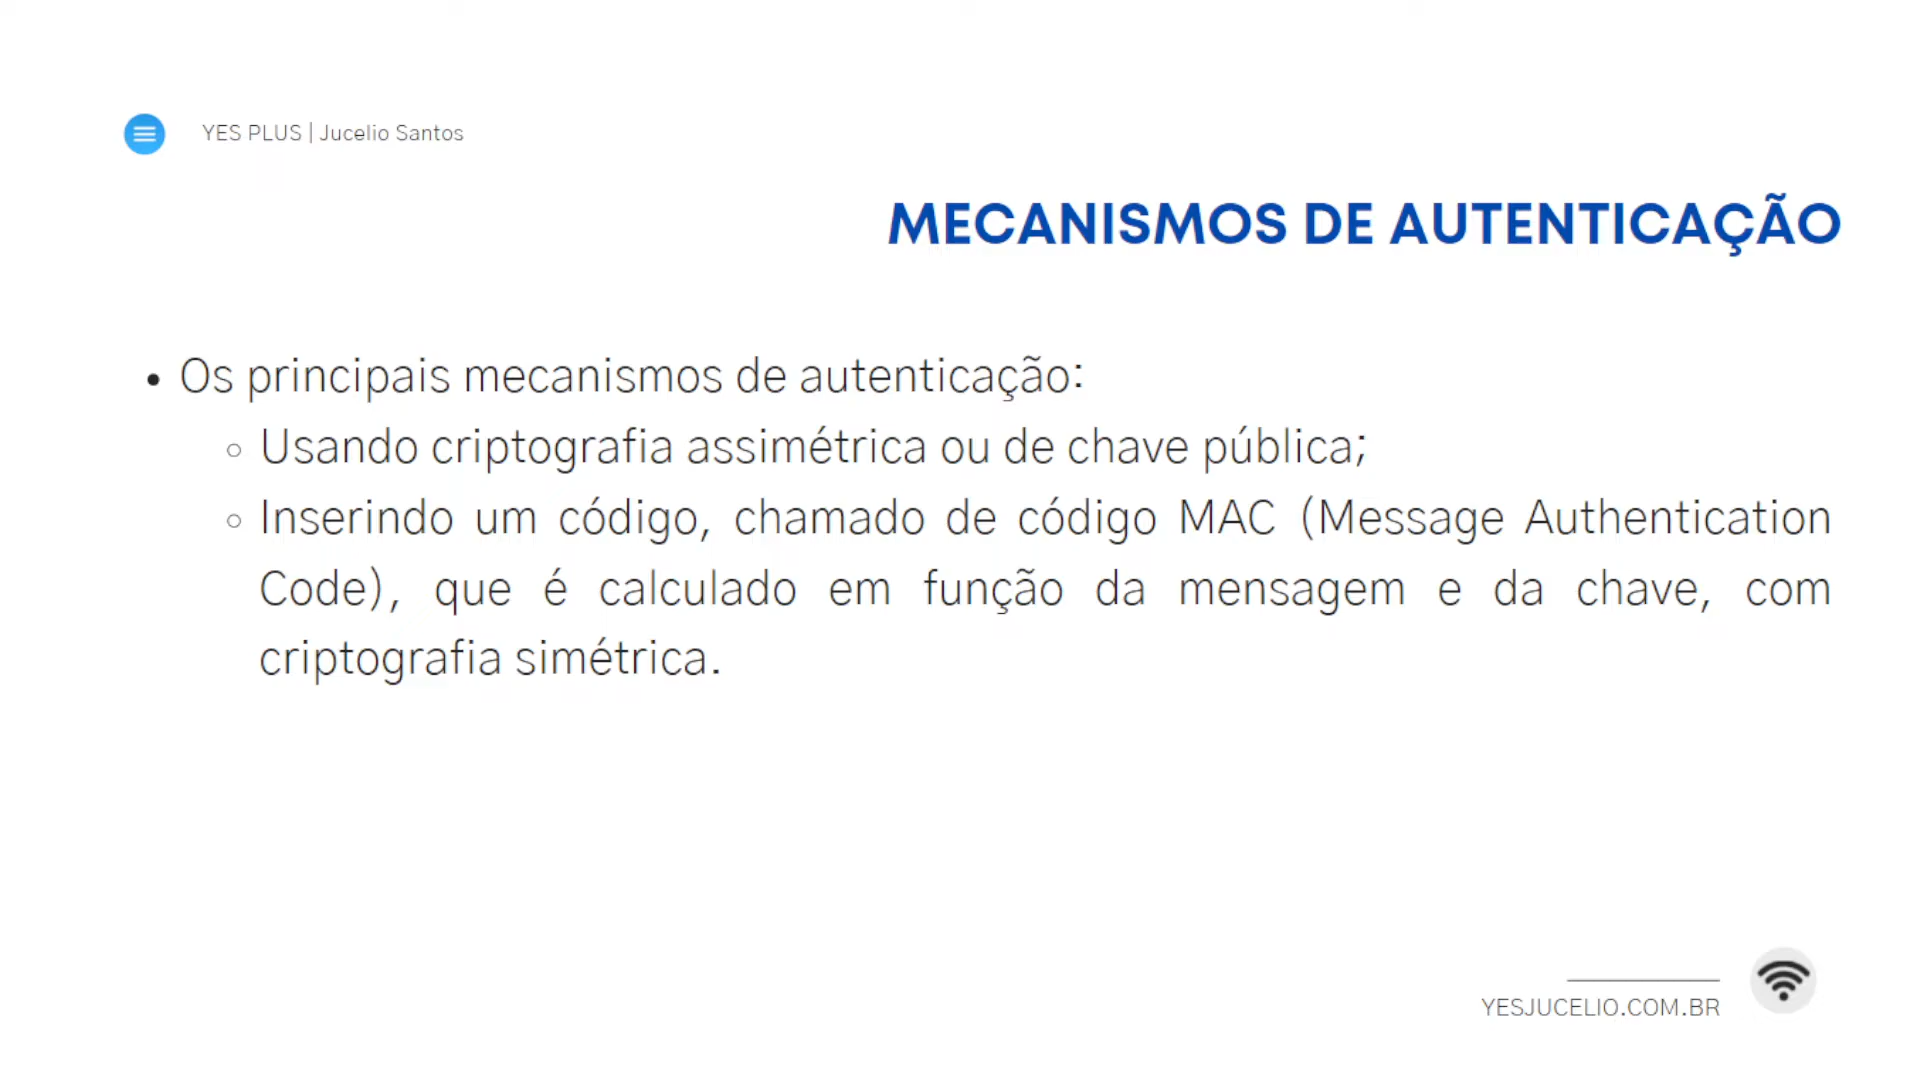 YES PLUS | Jucelio Santos
MECANISMOS DE AUTENTICAÇÃO
• Os principais mecanismos de autenticação:
◦ Usando criptografia assimétrica ou de chave pública;
◦ Inserindo um código, chamado de código MAC (Message Authentication
Code), que é calculado em função da mensagem e da chave, com
criptografia simétrica.
YESJUCELIO.COM.BR